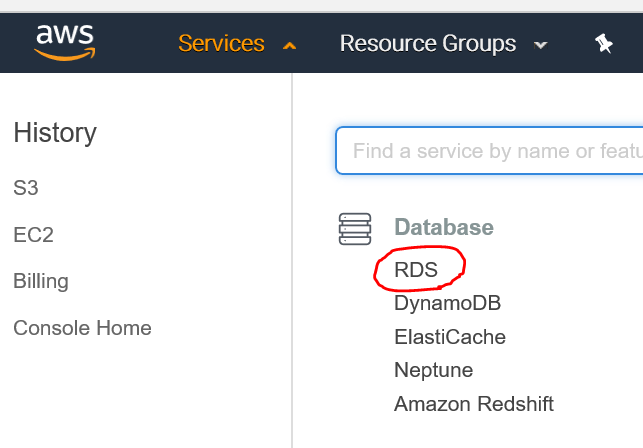 aws
Services
Resource Groups
History
S3
EC2
Billing
Console Home
Find a service by name or featu
Database
RDS
DynamoDB
ElastiCache
Neptune
Amazon Redshift